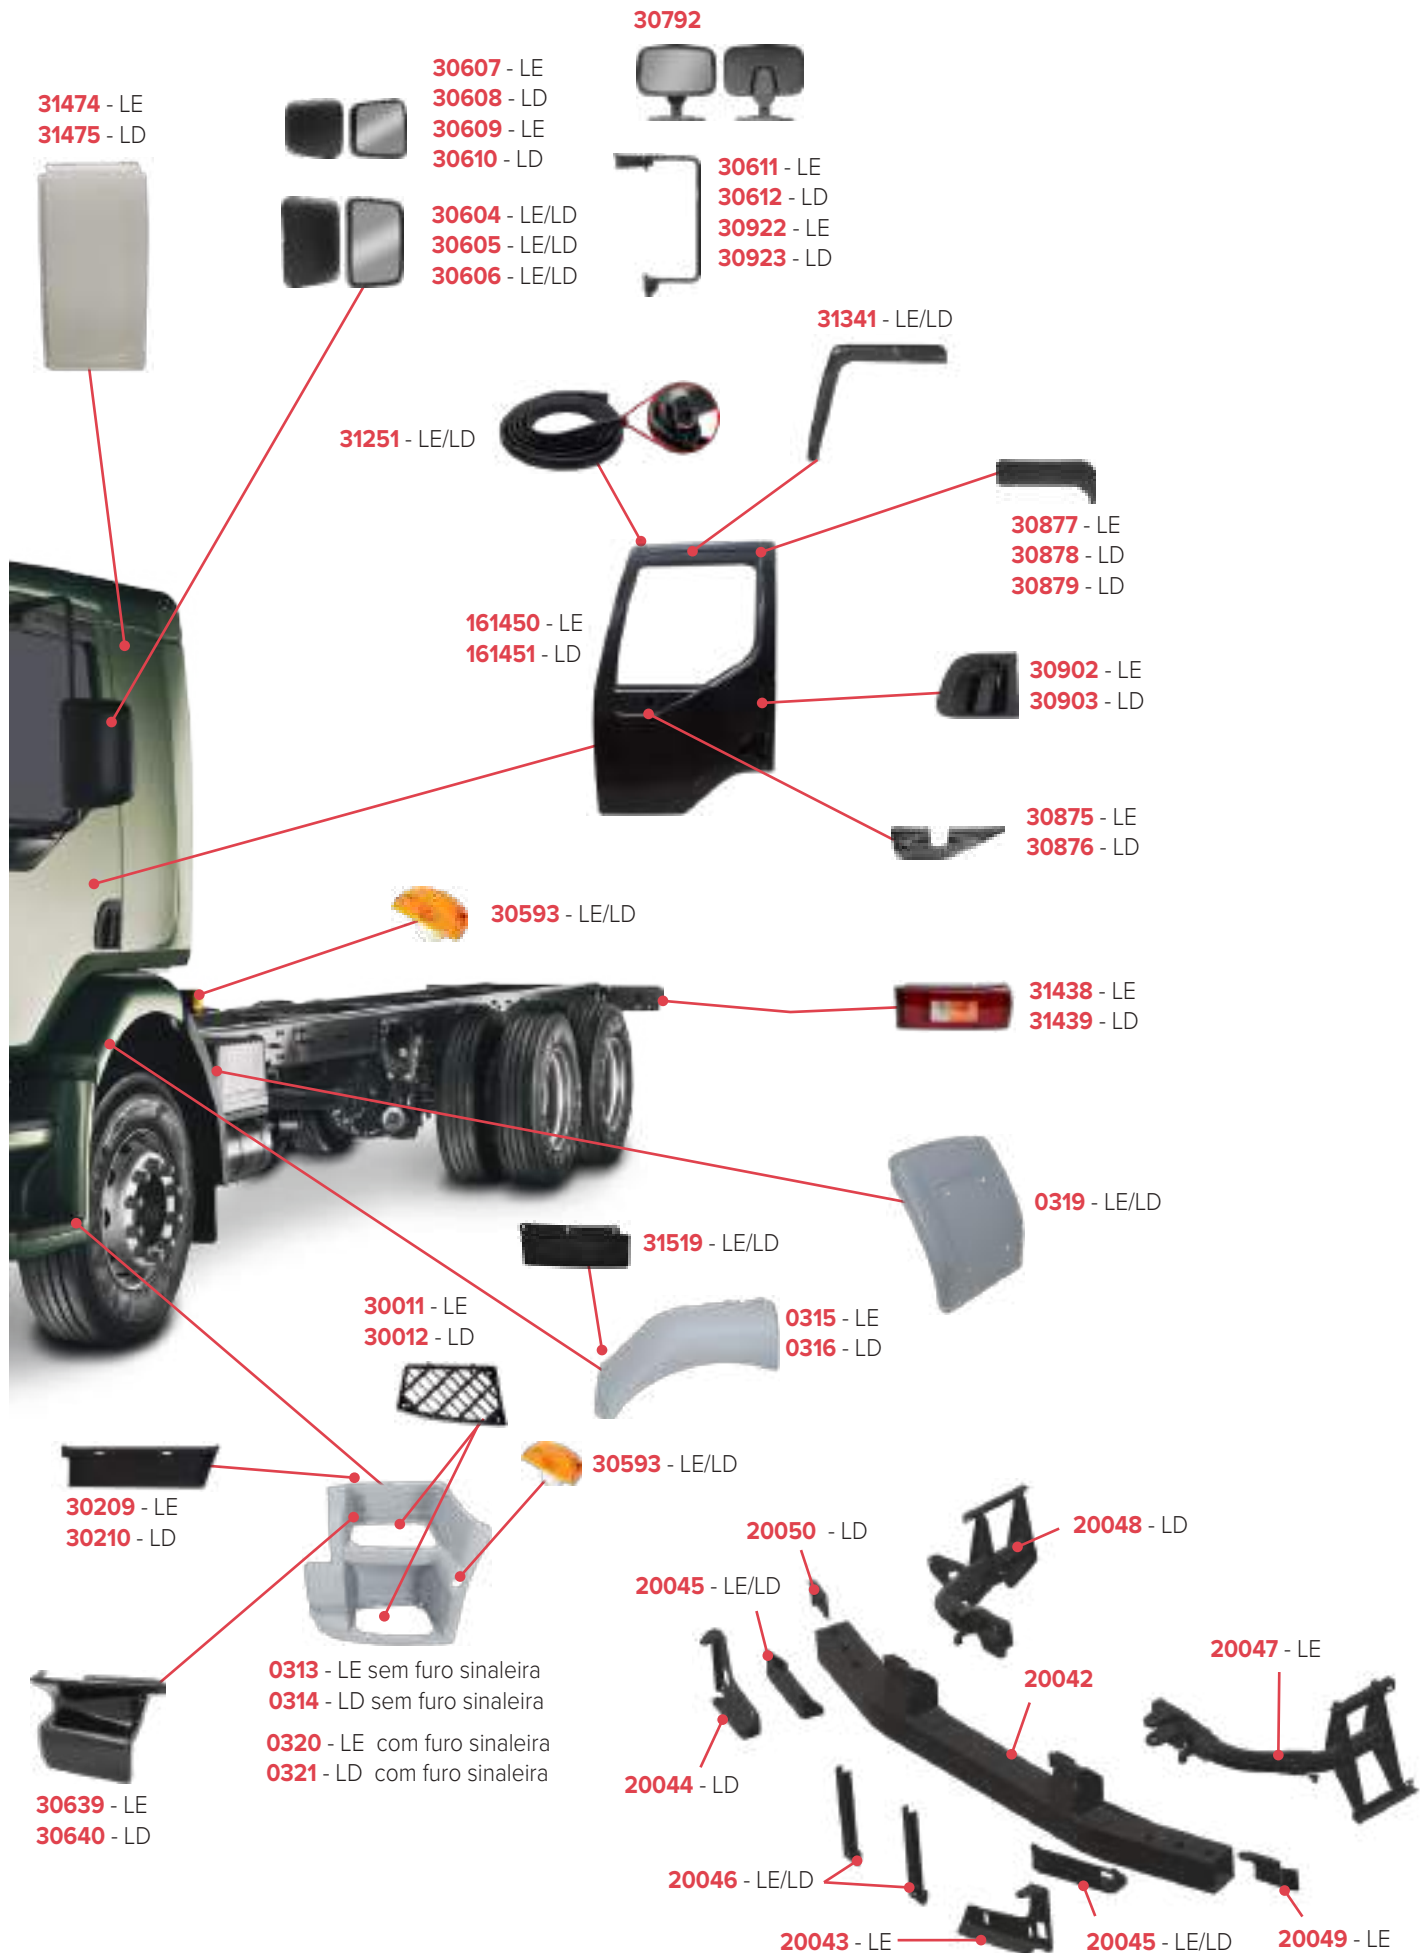 30792
30607 - LE
30608 - LD
30609 - LE
30610 - LD
31474 - LE
31475 - LD
30611 - LE
30612 - LD
30922 - LE
30923 - LD
30604 - LE/LD
30605 - LE/LD
30606 - LE/LD
31341 - LE/LD
31251 - LE/LD
30877 - LE
30878 - LD
30879 - LD
161450 - LE
161451 - LD
30902 - LE
30903 - LD
30875 - LE
30876 - LD
30593 - LE/LD
31438 - LE
31439 - LD
0319 - LE/LD
31519 - LE/LD
30011 - LE
30012 - LD
0315 - LE
0316 - LD
30593 - LE/LD
30209 - LE
30210 - LD
20050 - LD
20048 - LD
20045 - LE/LD
20047 - LE
0313 - LE sem furo sinaleira
0314 - LD sem furo sinaleira
0320 - LE com furo sinaleira
0321 - LD com furo sinaleira
20042
20044 - LD
30639 - LE
30640 - LD
20046 - LE/LD
20043 - LE
20045 - LE/LD
20049 - LE